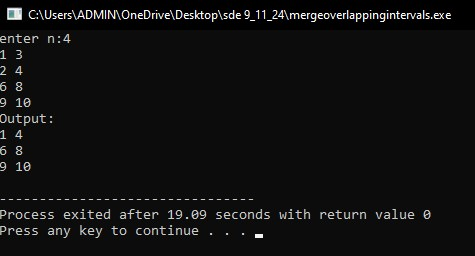 C:\Users\ADMIN\OneDrive\Desktop\sde 9_11_24\mergeoverlappingintervals.exe
enter n:4
1 3
2 4
6 8
9 10
Output:
1 4
6 8
9 10
--------------------------------
Process exited after 19.09 seconds with return value 0
Press any key to continue . . .